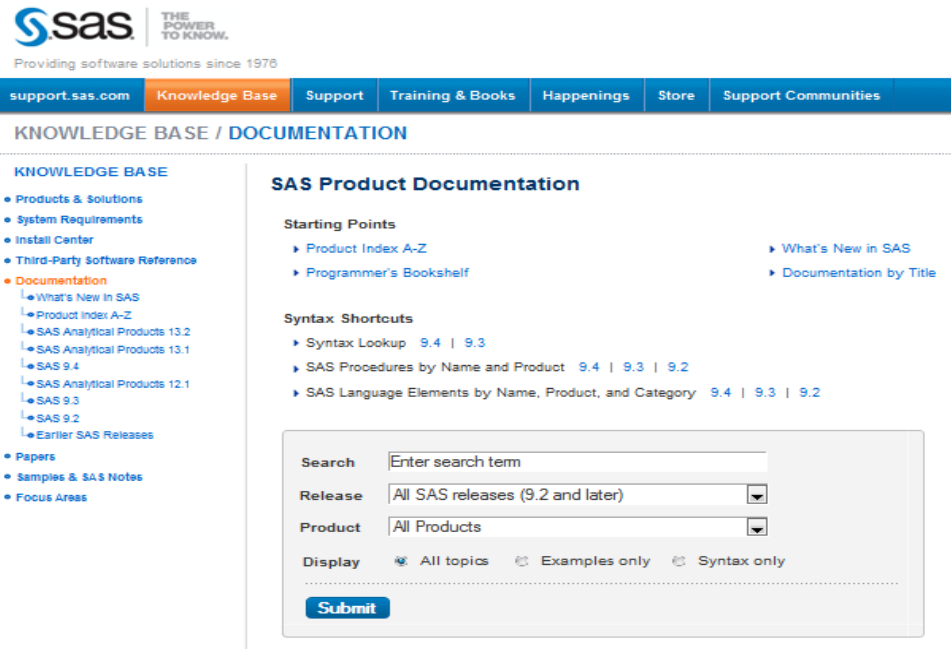 sas THE POWER TO KNOW.
Providing software solutions since 1976
support.sas.com Knowledge Base Support Training & Books Happenings Store Support Communities
KNOWLEDGE BASE / DOCUMENTATION
KNOWLEDGE BASE
Products & Solutions
System Requirements
Install Center
Third-Party Software Reference
Documentation
What's New in SAS
Product Index A-Z
SAS Analytical Products 13.2
SAS Analytical Products 13.1
SAS 9.4
SAS Analytical Products 12.1
SAS 9.3
SAS 9.2
Earlier SAS Releases
Papers
Samples & SAS Notes
Focus Areas
SAS Product Documentation
Starting Points
Product Index A-Z What's New in SAS
Programmer's Bookshelf Documentation by Title
Syntax Shortcuts
Syntax Lookup 9.4 | 9.3
SAS Procedures by Name and Product 9.4 | 9.3 | 9.2
SAS Language Elements by Name, Product, and Category 9.4 | 9.3 | 9.2
Search Enter search term
Release All SAS releases (9.2 and later)
Product All Products
Display All topics Examples only Syntax only
Submit